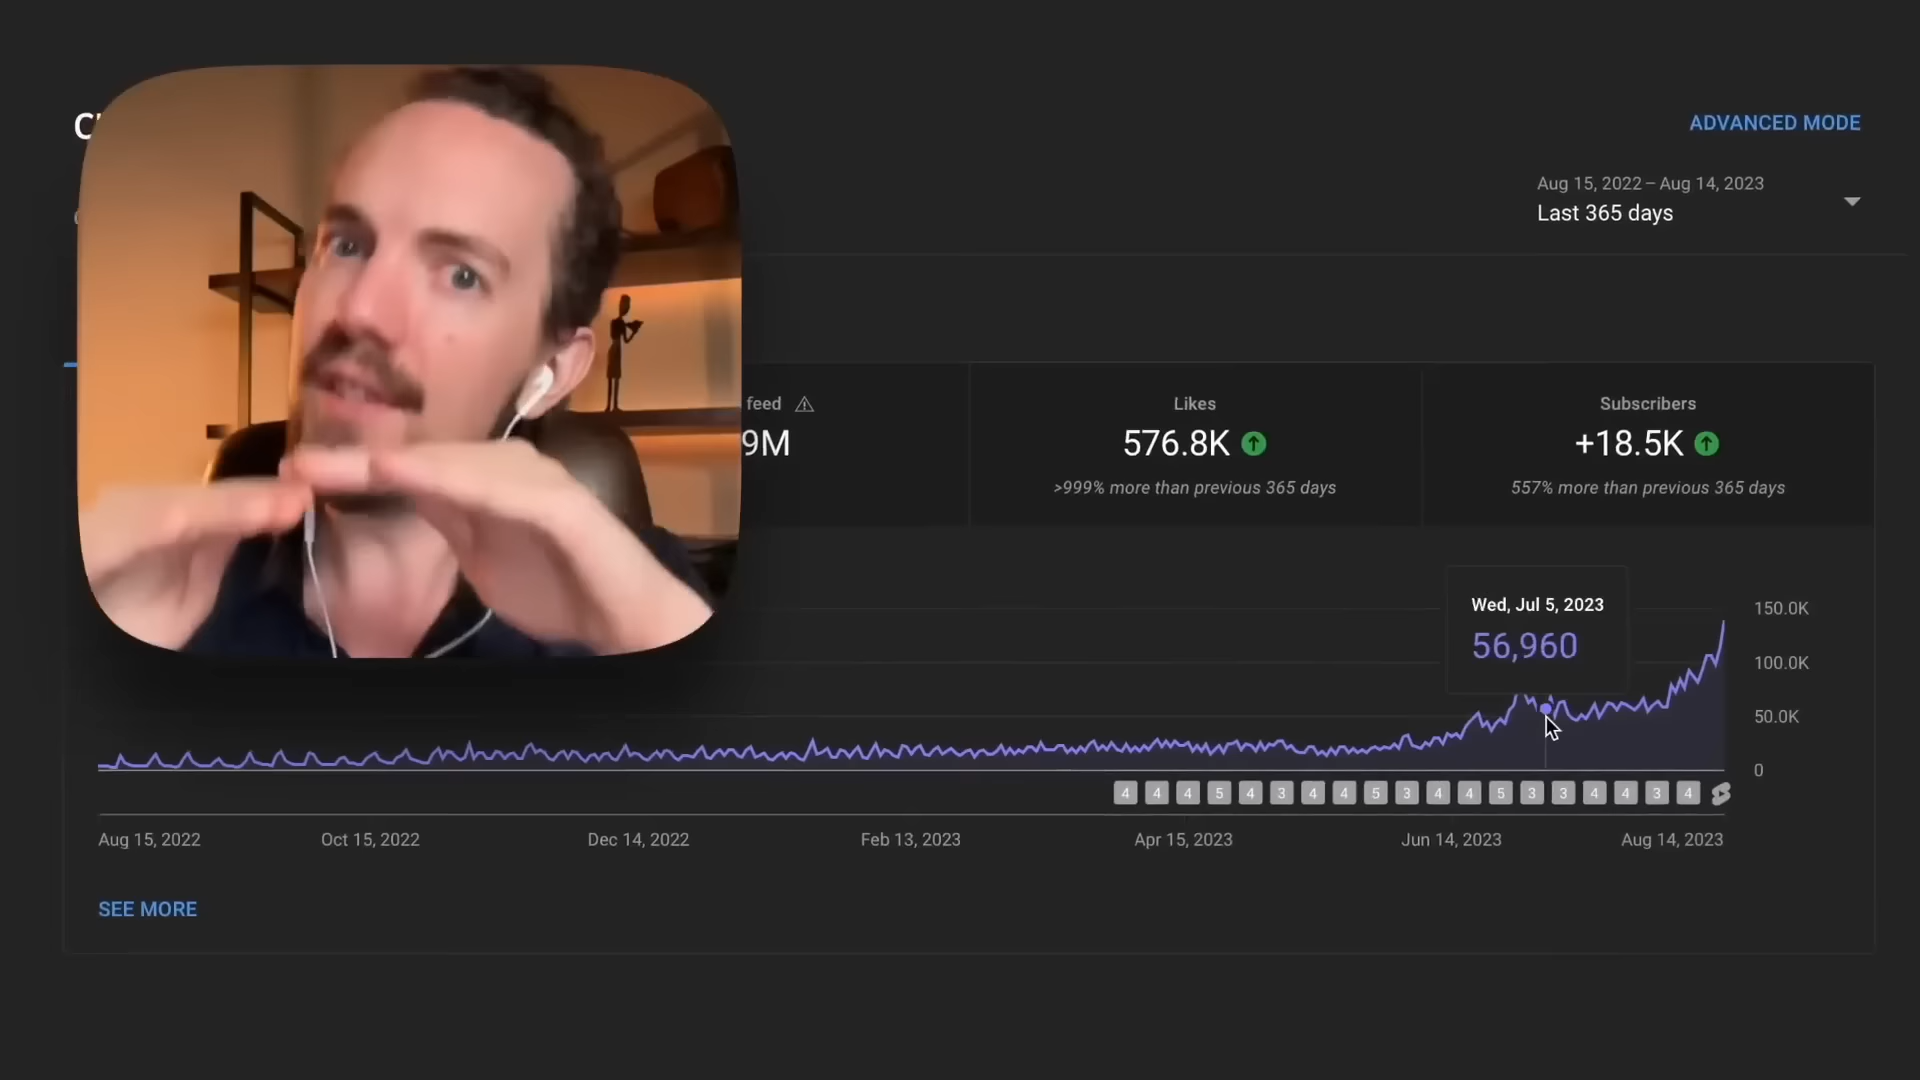 ADVANCED MODE
Aug 15, 2022 – Aug 14, 2023
Last 365 days
feed
9M
Likes
576.8K
>999% more than previous 365 days
Subscribers
+18.5K
557% more than previous 365 days
Wed, Jul 5, 2023
56,960
150.0K
100.0K
50.0K
0
4 4 4 5 4 3 4 4 5 3 4 4 5 3 3 4 4 3 4
Aug 15, 2022 Oct 15, 2022 Dec 14, 2022 Feb 13, 2023 Apr 15, 2023 Jun 14, 2023 Aug 14, 2023
SEE MORE